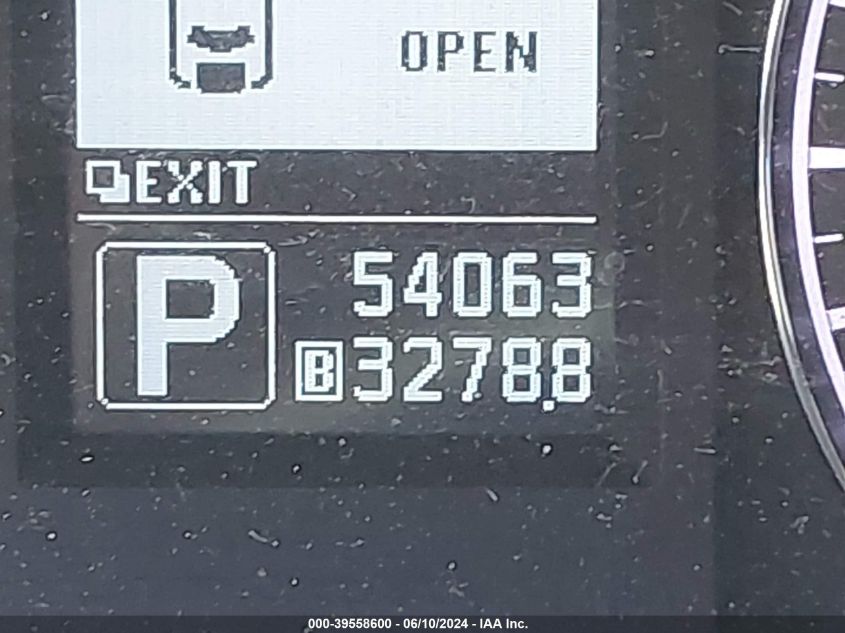 OPEN
EXIT
P
54063
B 3278.8
000-39558600 - 06/10/2024 - IAA Inc.